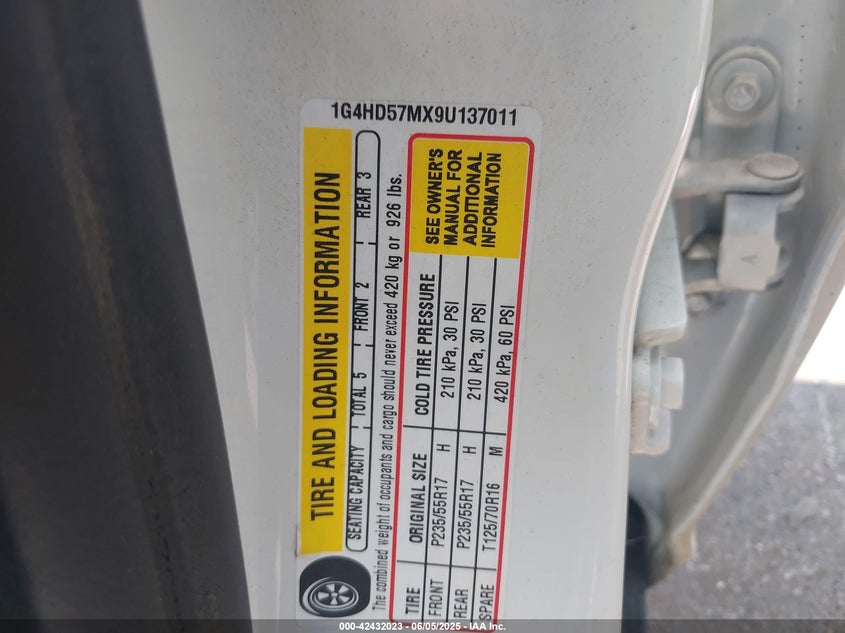 1G4HD57MX9U137011
TIRE AND LOADING INFORMATION
SEATING CAPACITY TOTAL 5 FRONT 2 REAR 3
The combined weight of occupants and cargo should never exceed 420 kg or 926 lbs.
TIRE ORIGINAL SIZE COLD TIRE PRESSURE
FRONT P235/55R17 H 210 kPa, 30 PSI
REAR P235/55R17 H 210 kPa, 30 PSI
SPARE T125/70R16 M 420 kPa, 60 PSI
SEE OWNER'S
MANUAL FOR
ADDITIONAL
INFORMATION
A
000-42432023 - 06/05/2025 - IAA Inc.